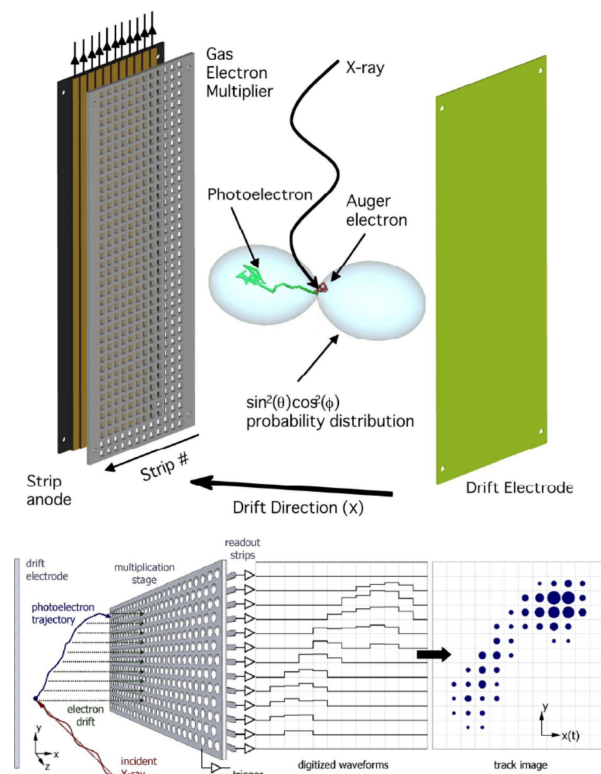 Gas
Electron
Multiplier
X-ray
Photoelectron
Auger
electron
sin²(θ)cos²(ϕ)
probability distribution
Strip #
Strip
anode
Drift Direction (x)
Drift Electrode
drift
electrode
multiplication
stage
readout
strips
photoelectron
trajectory
electron
drift
y
x
z
incident
X-ray
trigger
digitized waveforms
y
x(t)
track image